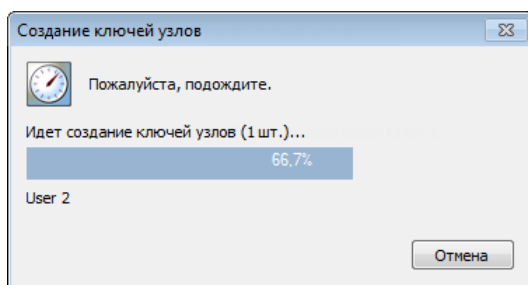 Создание ключей узлов
Пожалуйста, подождите.
Идет создание ключей узлов (1 шт.)...
66,7%
User 2
Отмена